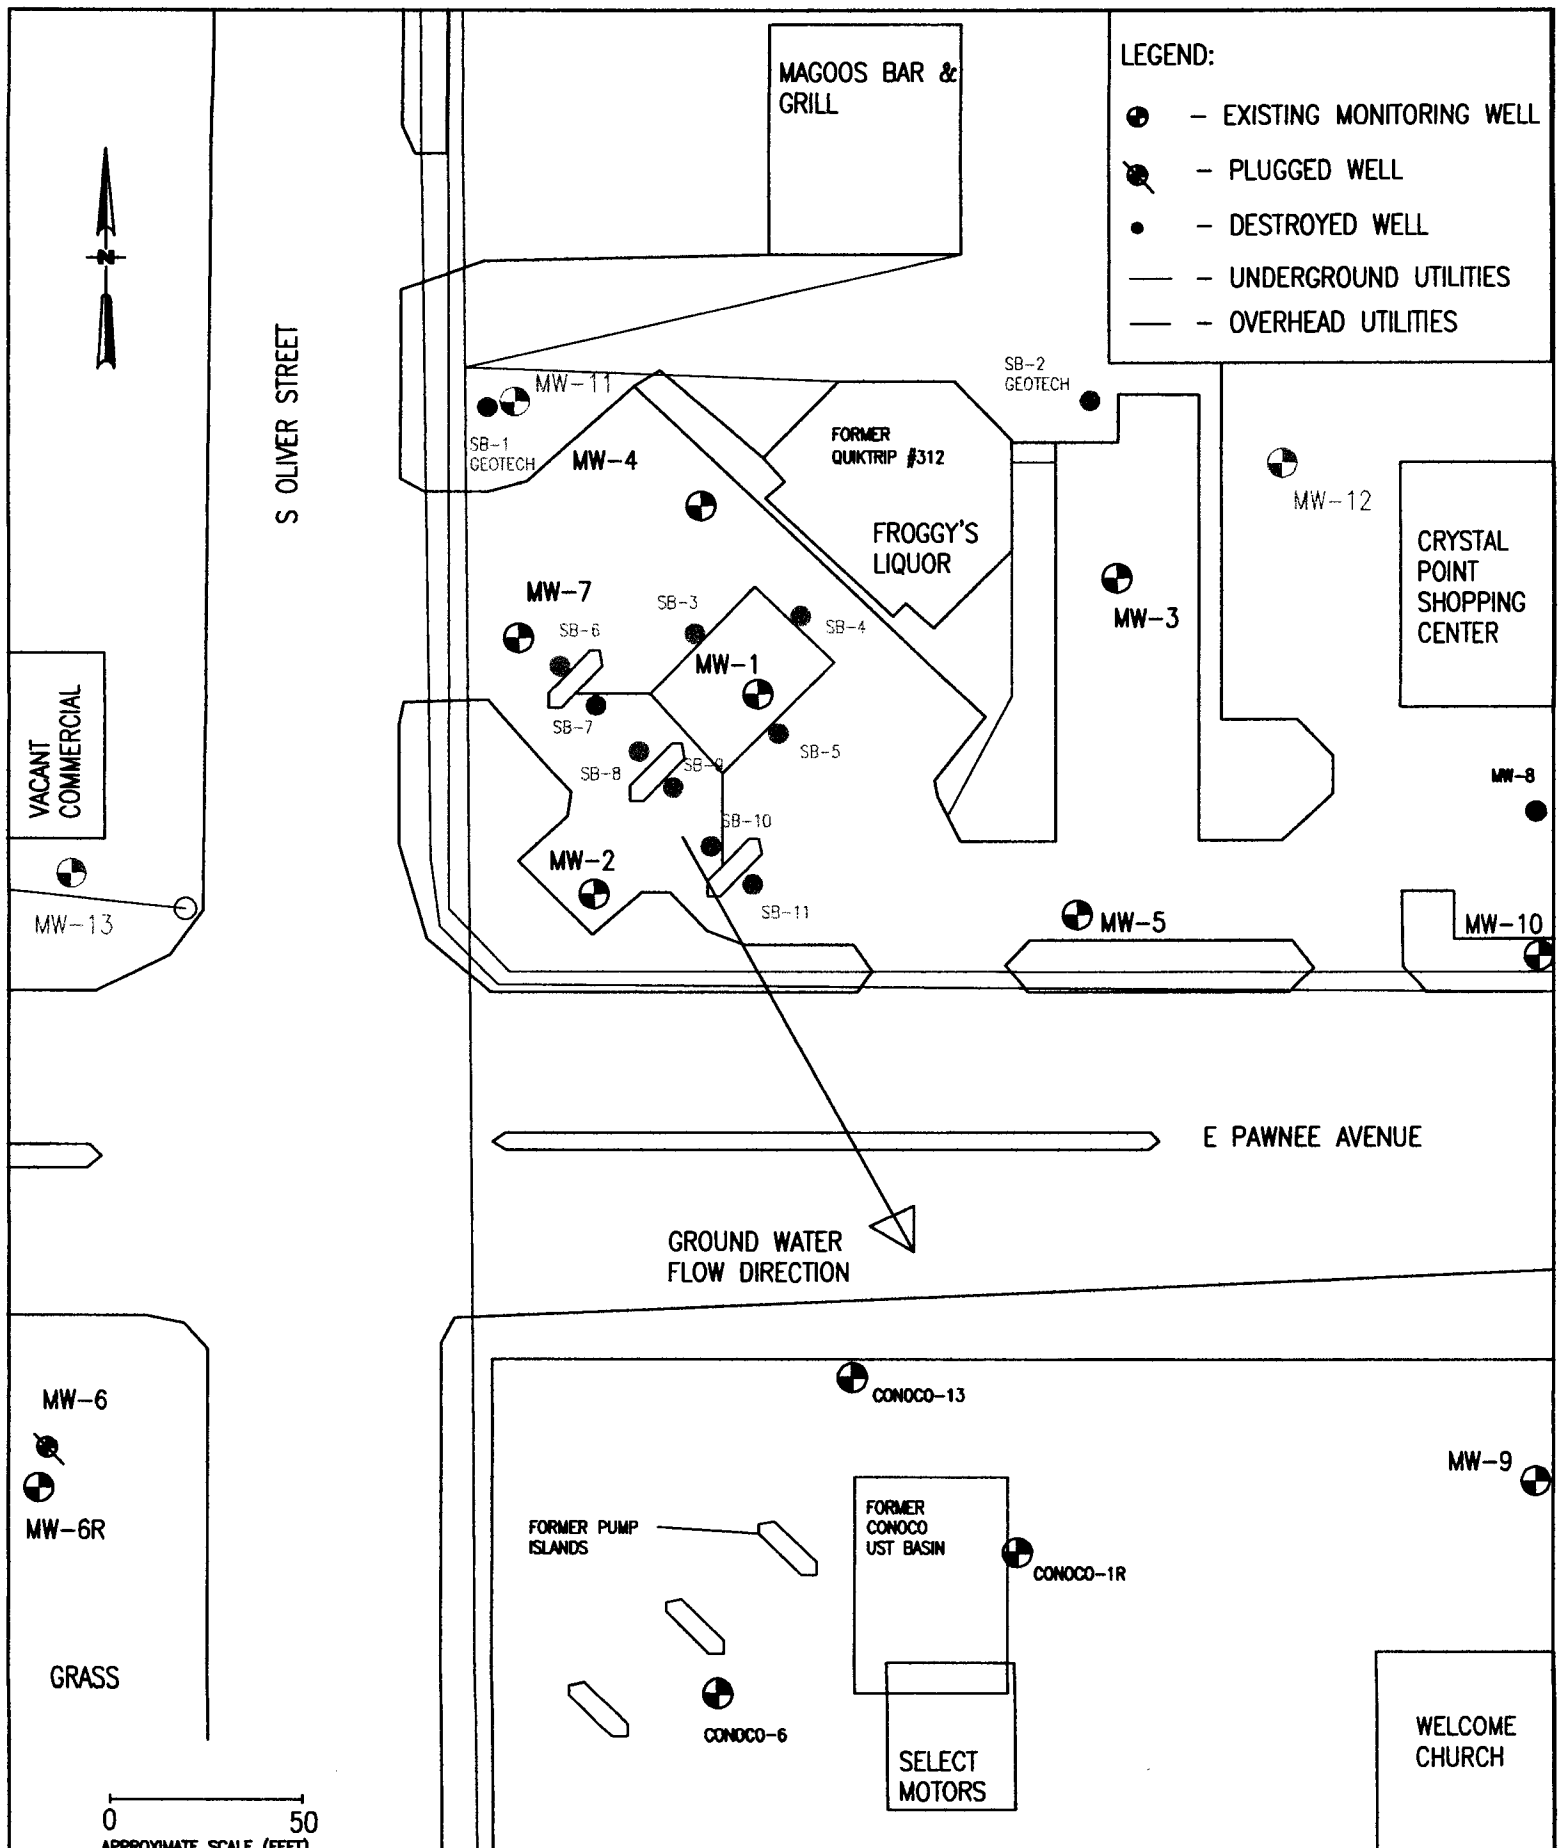 MAGOOS BAR &
GRILL
LEGEND:
- EXISTING MONITORING WELL
- PLUGGED WELL
- DESTROYED WELL
- UNDERGROUND UTILITIES
- OVERHEAD UTILITIES
N
S OLIVER STREET
MW-11
SB-1
GEOTECH
SB-2
GEOTECH
MW-4
FORMER
QUIKTRIP #312
FROGGY'S
LIQUOR
MW-12
CRYSTAL
POINT
SHOPPING
CENTER
MW-7
SB-6
SB-3
SB-4
MW-3
MW-1
VACANT
COMMERCIAL
SB-7
SB-5
SB-8
SB-9
MW-8
SB-10
MW-2
SB-11
MW-13
MW-5
MW-10
E PAWNEE AVENUE
GROUND WATER
FLOW DIRECTION
MW-6
MW-6R
CONOCO-13
MW-9
FORMER PUMP
ISLANDS
FORMER
CONOCO
UST BASIN
CONOCO-1R
GRASS
CONOCO-6
SELECT
MOTORS
WELCOME
CHURCH
0 50
APPROXIMATE SCALE (FEET)